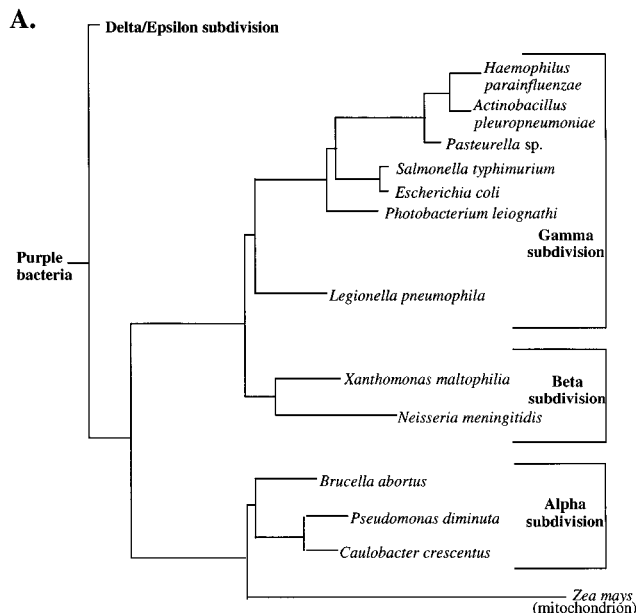 A.
Delta/Epsilon subdivision
Haemophilus
parainfluenzae
Actinobacillus
pleuropneumoniae
Pasteurella sp.
Salmonella typhimurium
Escherichia coli
Photobacterium leiognathi
Gamma
subdivision
Purple
bacteria
Legionella pneumophila
Xanthomonas maltophilia
Beta
subdivision
Neisseria meningitidis
Brucella abortus
Alpha
subdivision
Pseudomonas diminuta
Caulobacter crescentus
Zea mays
(mitochondrion)